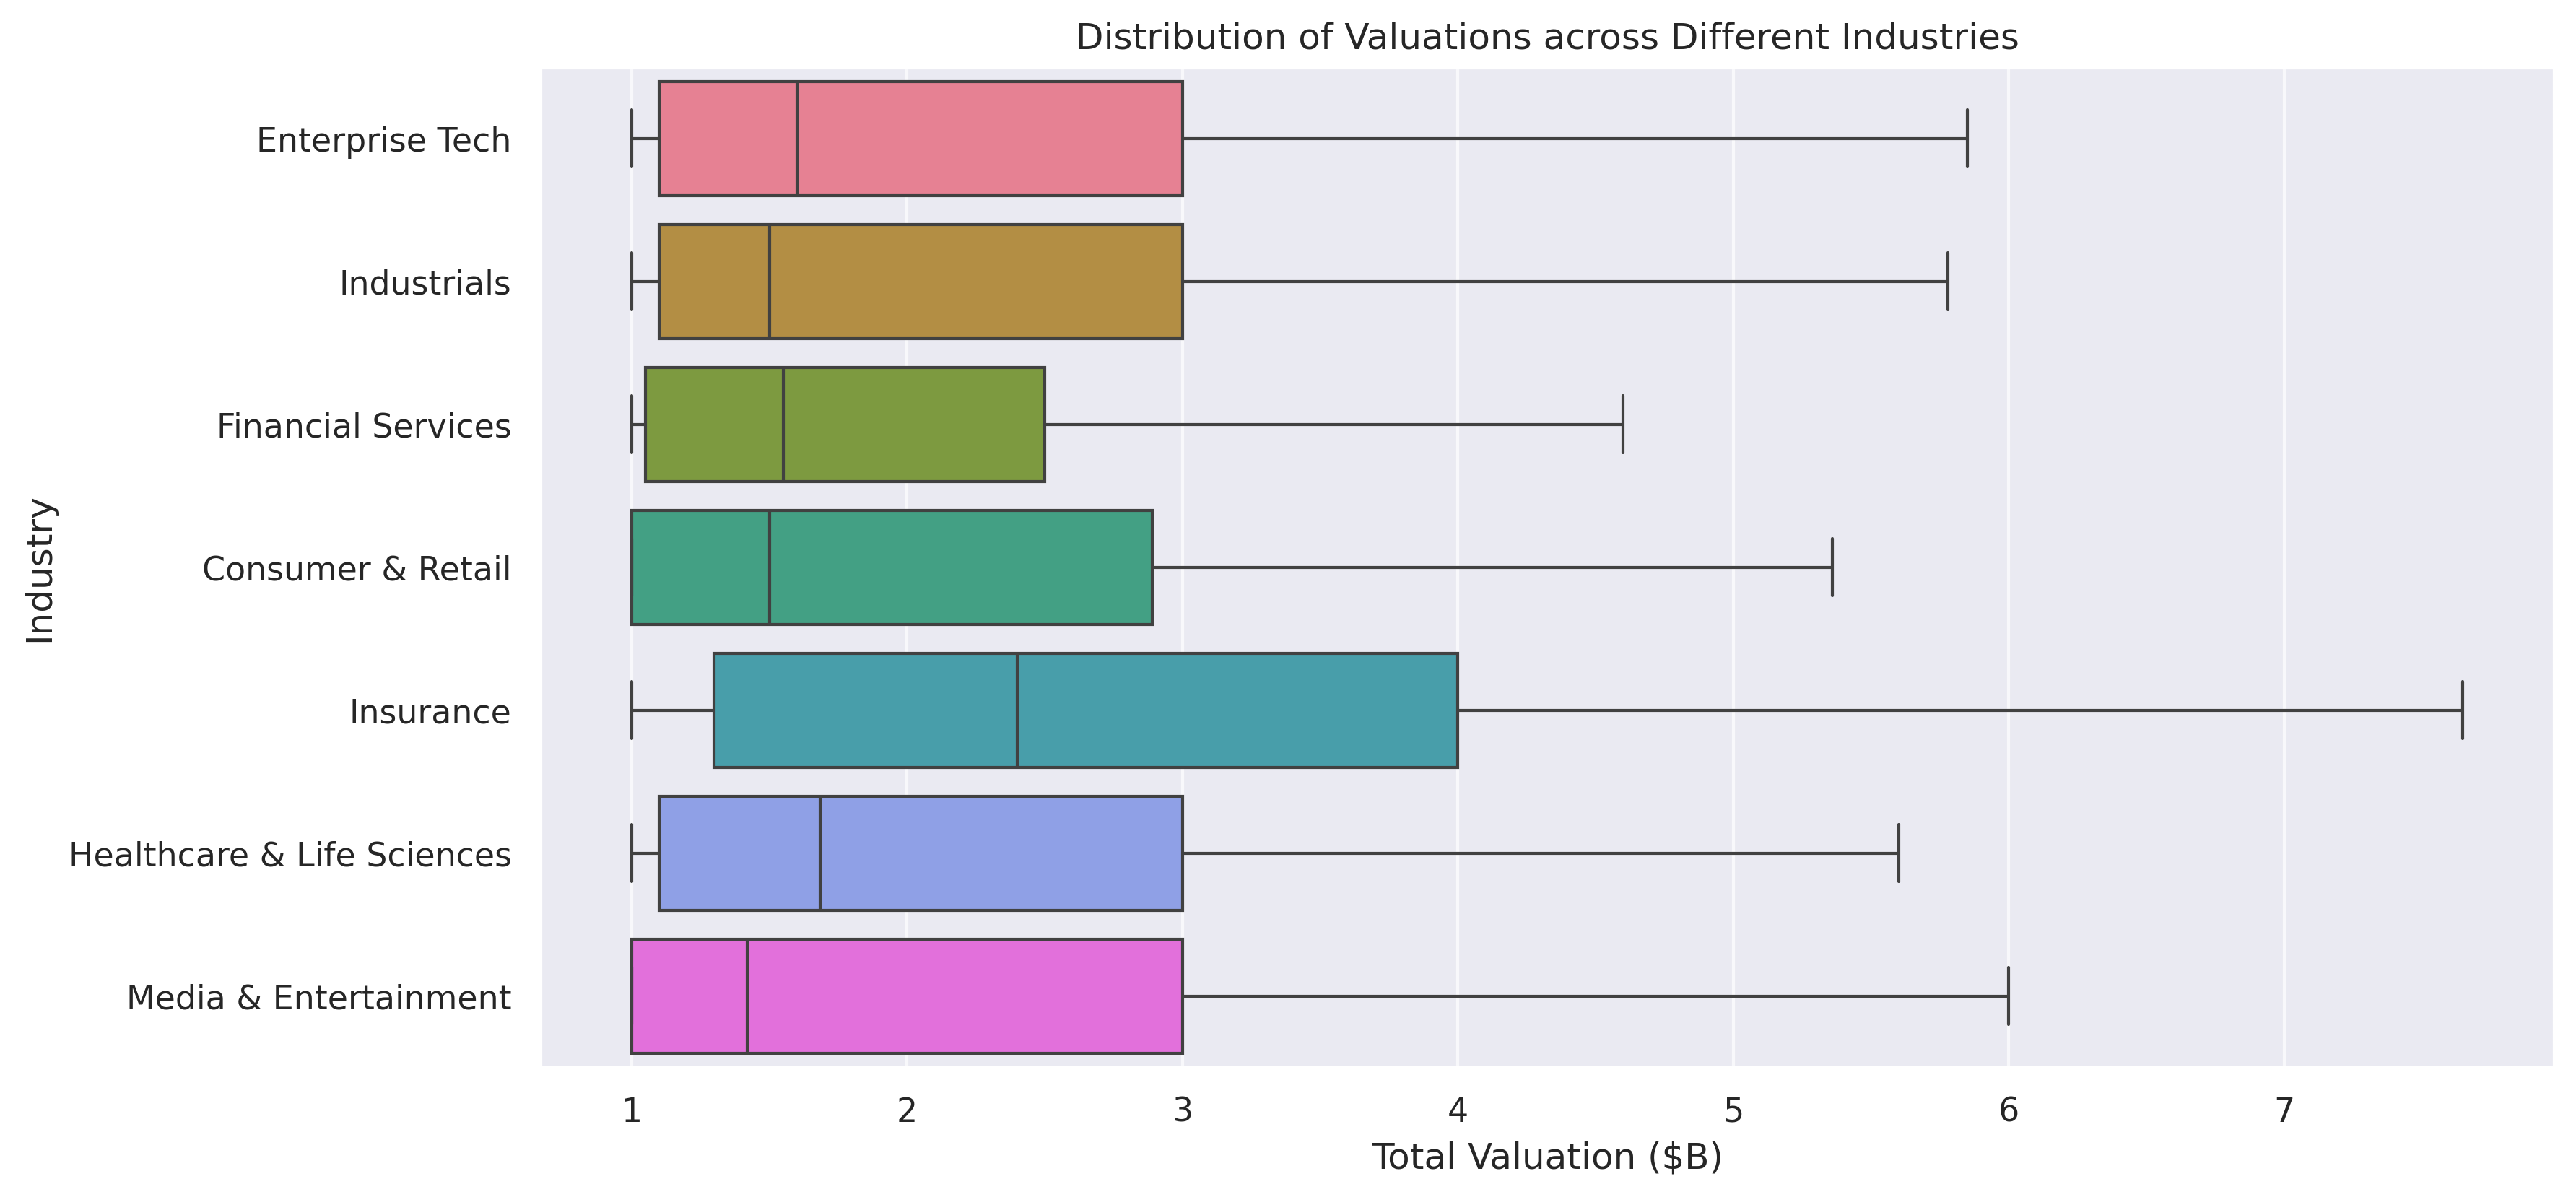 Distribution of Valuations across Different Industries
Enterprise Tech
Industrials
Financial Services
Consumer & Retail
Insurance
Healthcare & Life Sciences
Media & Entertainment
Industry
1 2 3 4 5 6 7
Total Valuation ($B)